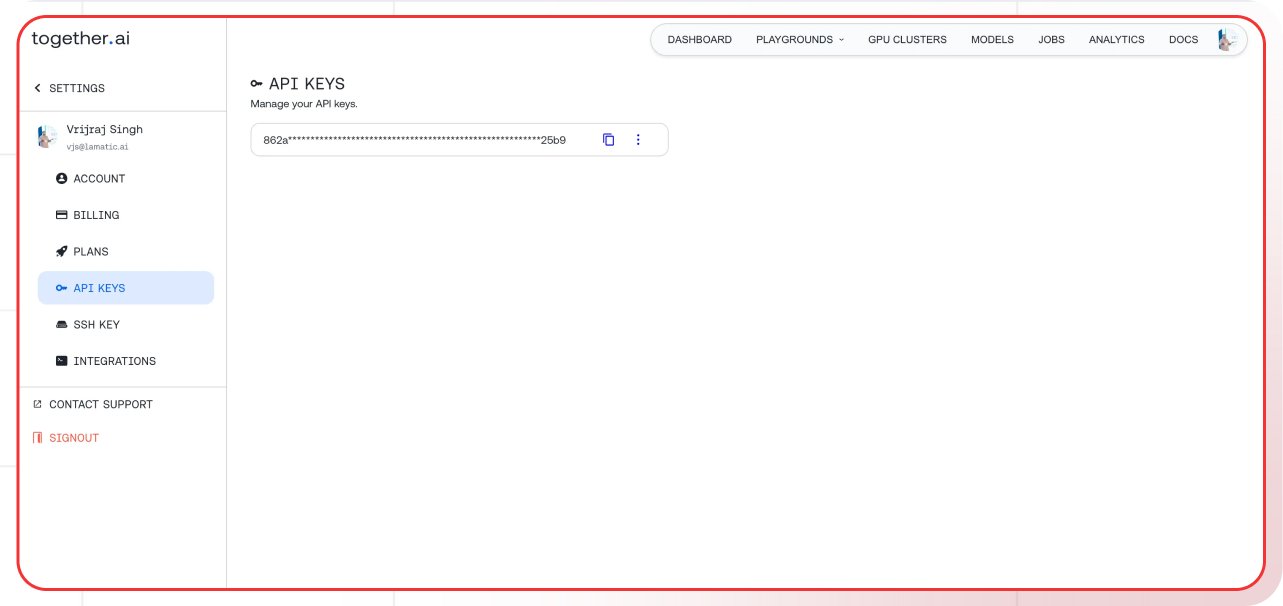 together.ai
DASHBOARD PLAYGROUNDS GPU CLUSTERS MODELS JOBS ANALYTICS DOCS
SETTINGS
Vrijraj Singh
vjs@lamatic.ai
ACCOUNT
BILLING
PLANS
API KEYS
SSH KEY
INTEGRATIONS
CONTACT SUPPORT
SIGNOUT
API KEYS
Manage your API keys.
862a********************************************************25b9